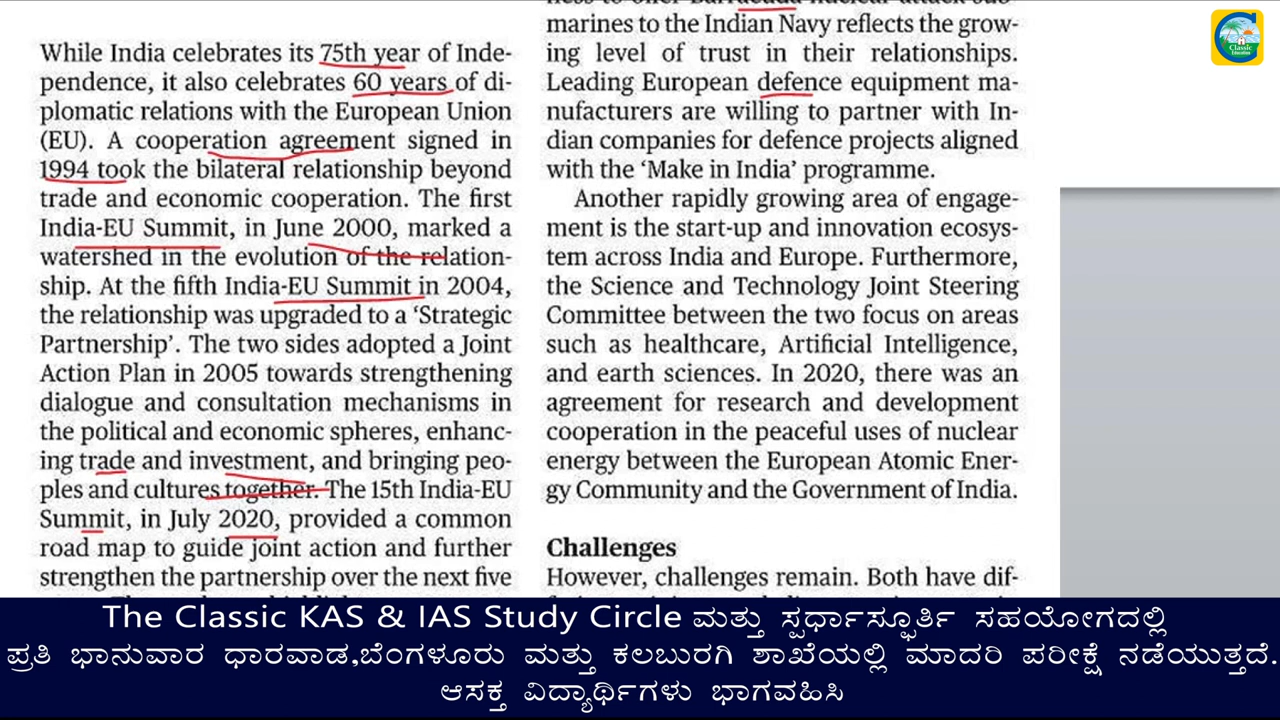 While India celebrates its 75th year of Inde-
pendence, it also celebrates 60 years of di-
plomatic relations with the European Union
(EU). A cooperation agreement signed in
1994 took the bilateral relationship beyond
trade and economic cooperation. The first
India-EU Summit, in June 2000, marked a
watershed in the evolution of the relation-
ship. At the fifth India-EU Summit in 2004,
the relationship was upgraded to a ‘Strategic
Partnership’. The two sides adopted a Joint
Action Plan in 2005 towards strengthening
dialogue and consultation mechanisms in
the political and economic spheres, enhanc-
ing trade and investment, and bringing peo-
ples and cultures together. The 15th India-EU
Summit, in July 2020, provided a common
road map to guide joint action and further
strengthen the partnership over the next five
marines to the Indian Navy reflects the grow-
ing level of trust in their relationships.
Leading European defence equipment ma-
nufacturers are willing to partner with In-
dian companies for defence projects aligned
with the ‘Make in India’ programme.
Another rapidly growing area of engage-
ment is the start-up and innovation ecosys-
tem across India and Europe. Furthermore,
the Science and Technology Joint Steering
Committee between the two focus on areas
such as healthcare, Artificial Intelligence,
and earth sciences. In 2020, there was an
agreement for research and development
cooperation in the peaceful uses of nuclear
energy between the European Atomic Ener-
gy Community and the Government of India.
Challenges
However, challenges remain. Both have dif-
Classic
Education
The Classic KAS & IAS Study Circle ಮತ್ತು ಸ್ಪರ್ಧಾಸ್ಫೂರ್ತಿ ಸಹಯೋಗದಲ್ಲಿ
ಪ್ರತಿ ಭಾನುವಾರ ಧಾರವಾಡ,ಬೆಂಗಳೂರು ಮತ್ತು ಕಲಬುರಗಿ ಶಾಖೆಯಲ್ಲಿ ಮಾದರಿ ಪರೀಕ್ಷೆ ನಡೆಯುತ್ತದೆ.
ಆಸಕ್ತ ವಿದ್ಯಾರ್ಥಿಗಳು ಭಾಗವಹಿಸಿ